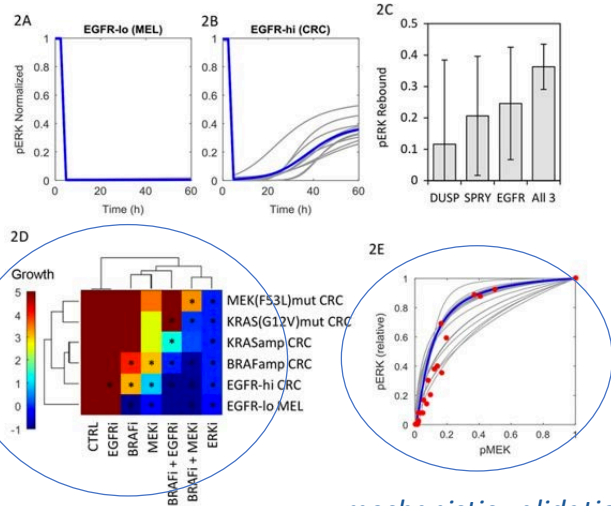 2A
EGFR-lo (MEL)
pERK Normalized
1
0.8
0.6
0.4
0.2
0
0 20 40 60
Time (h)
2B
EGFR-hi (CRC)
1
0.8
0.6
0.4
0.2
0
0 20 40 60
Time (h)
2C
pERK Rebound
0.5
0.4
0.3
0.2
0.1
0
DUSP SPRY EGFR All 3
2D
Growth
5
4
3
2
1
0
-1
MEK(F53L)mut CRC
KRAS(G12V)mut CRC
KRASamp CRC
BRAFamp CRC
EGFR-hi CRC
EGFR-lo MEL
CTRL
EGFRi
BRAFi
MEKi
BRAFi + EGFRi
BRAFi + MEKi
ERKi
2E
pERK (relative)
1
0.8
0.6
0.4
0.2
0
0 0.2 0.4 0.6 0.8 1
pMEK